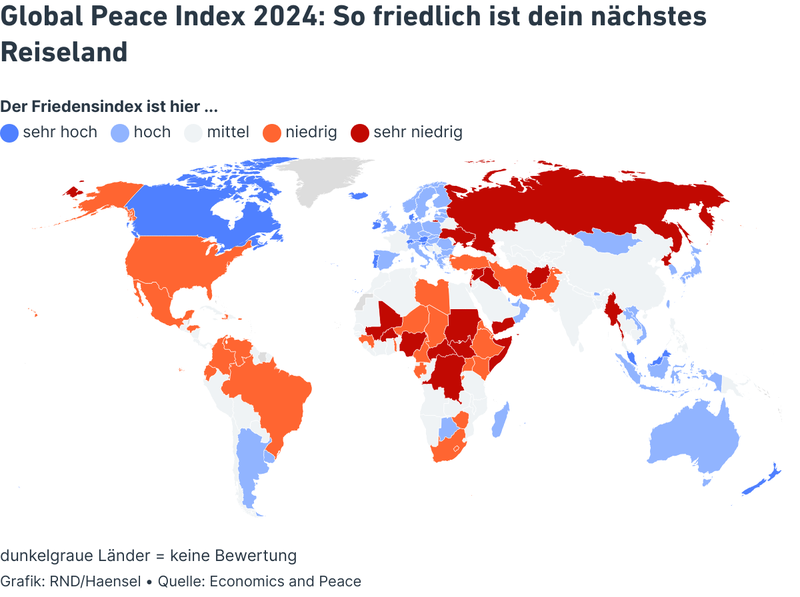 Global Peace Index 2024: So friedlich ist dein nächstes
Reiseland
Der Friedensindex ist hier ...
sehr hoch hoch mittel niedrig sehr niedrig
dunkelgraue Länder = keine Bewertung
Grafik: RND/Haensel • Quelle: Economics and Peace